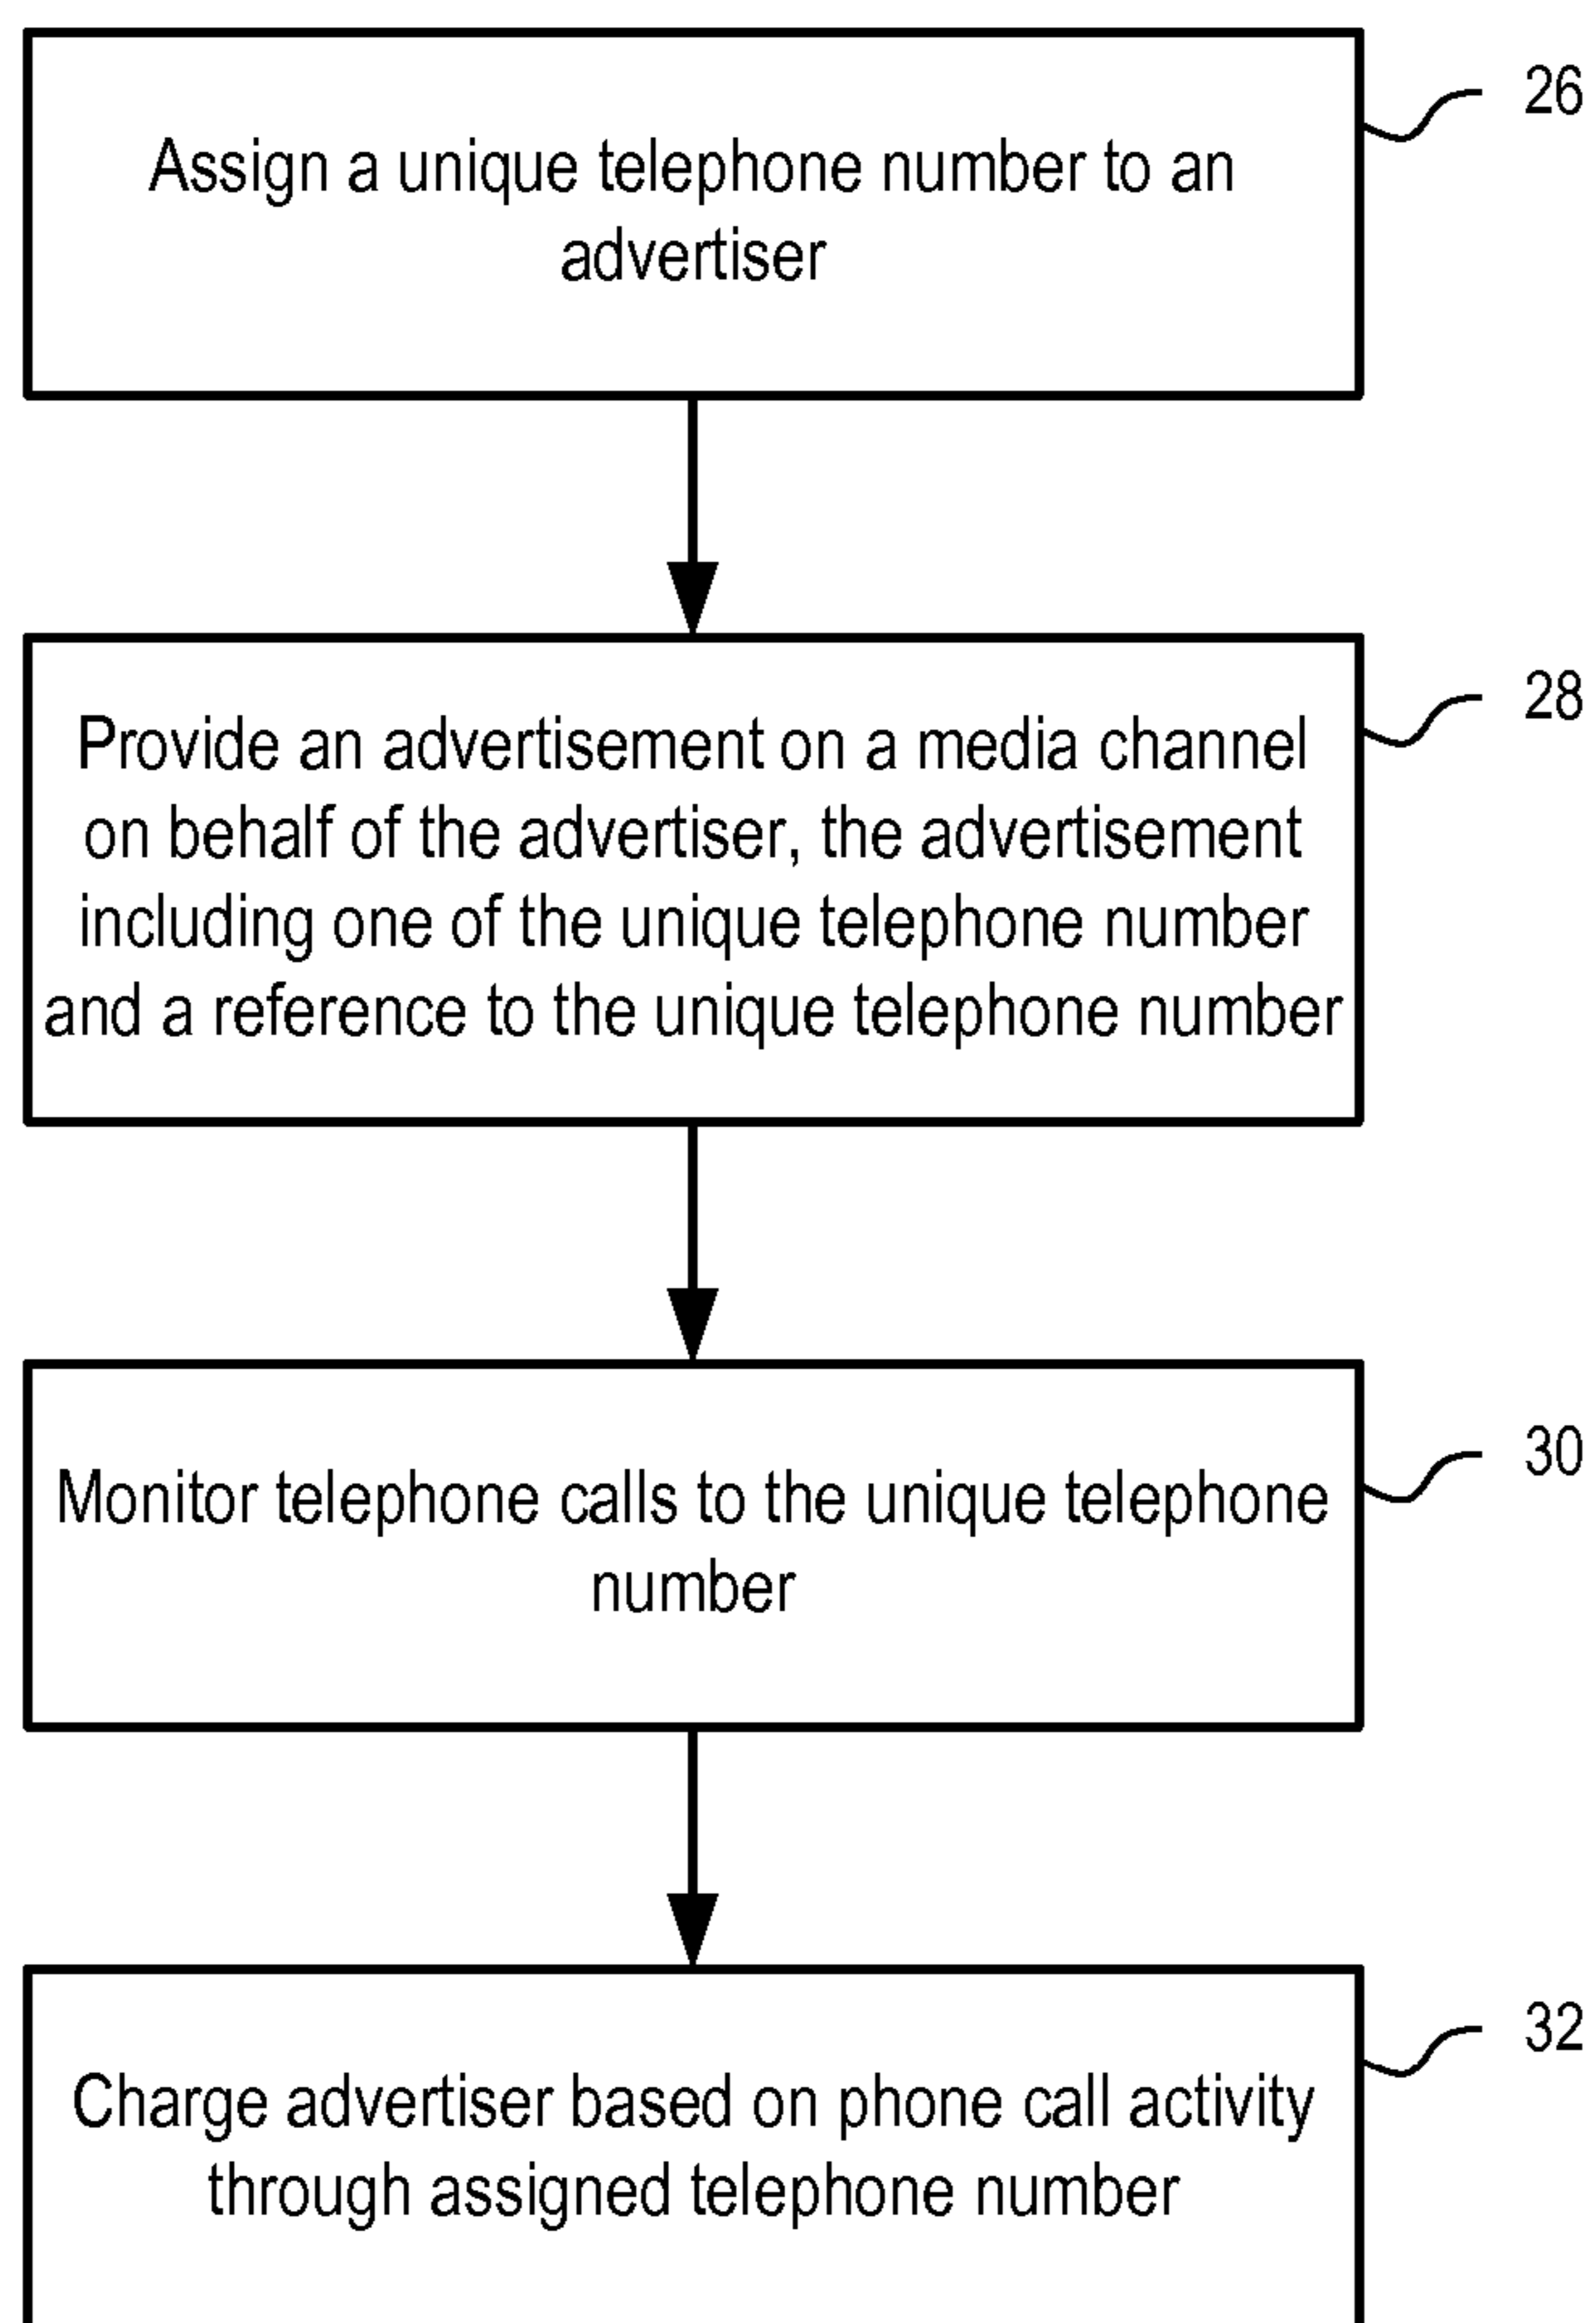 26
Assign a unique telephone number to an
advertiser
28
Provide an advertisement on a media channel
on behalf of the advertiser, the advertisement
including one of the unique telephone number
and a reference to the unique telephone number
30
Monitor telephone calls to the unique telephone
number
32
Charge advertiser based on phone call activity
through assigned telephone number